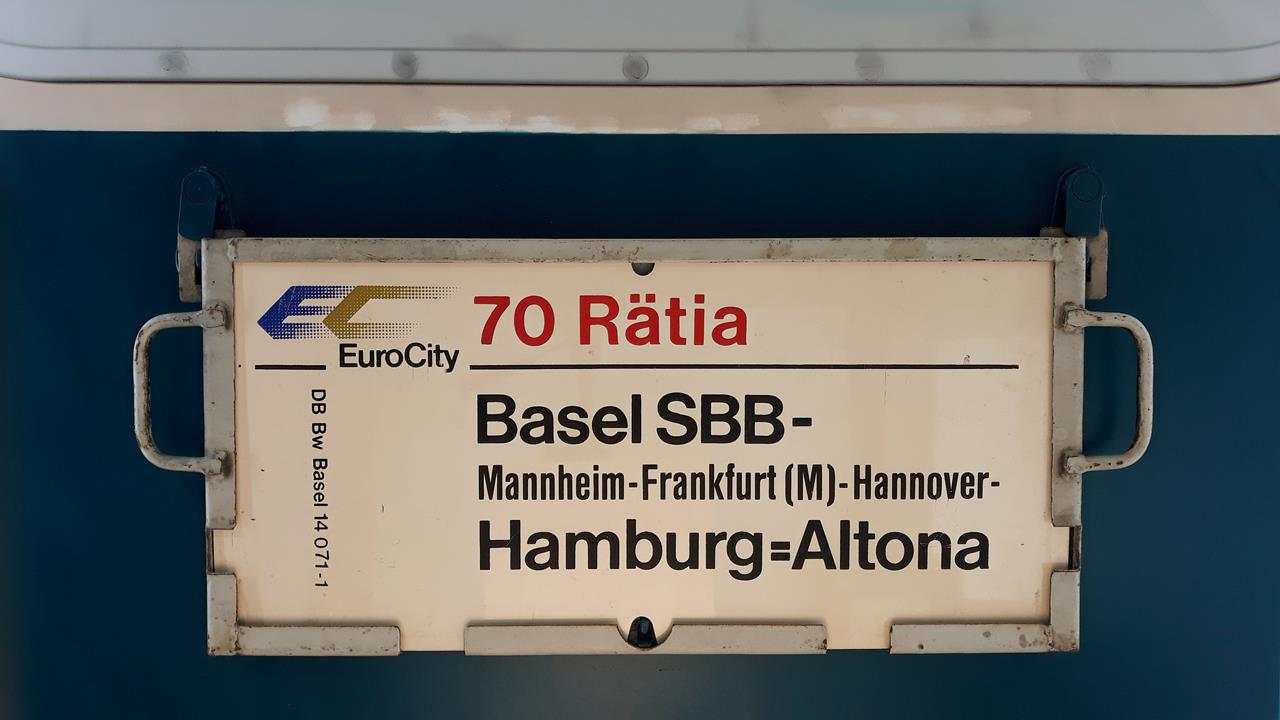 EC
EuroCity
70 Rätia
DB Bw Basel 14 071-1
Basel SBB-
Mannheim-Frankfurt (M)-Hannover-
Hamburg=Altona